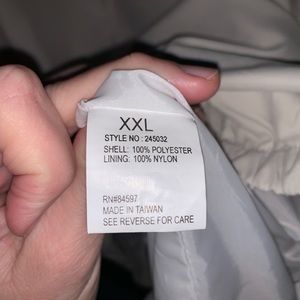 XXL
STYLE NO : 245032
SHELL: 100% POLYESTER
LINING: 100% NYLON
RN#84597
MADE IN TAIWAN
SEE REVERSE FOR CARE